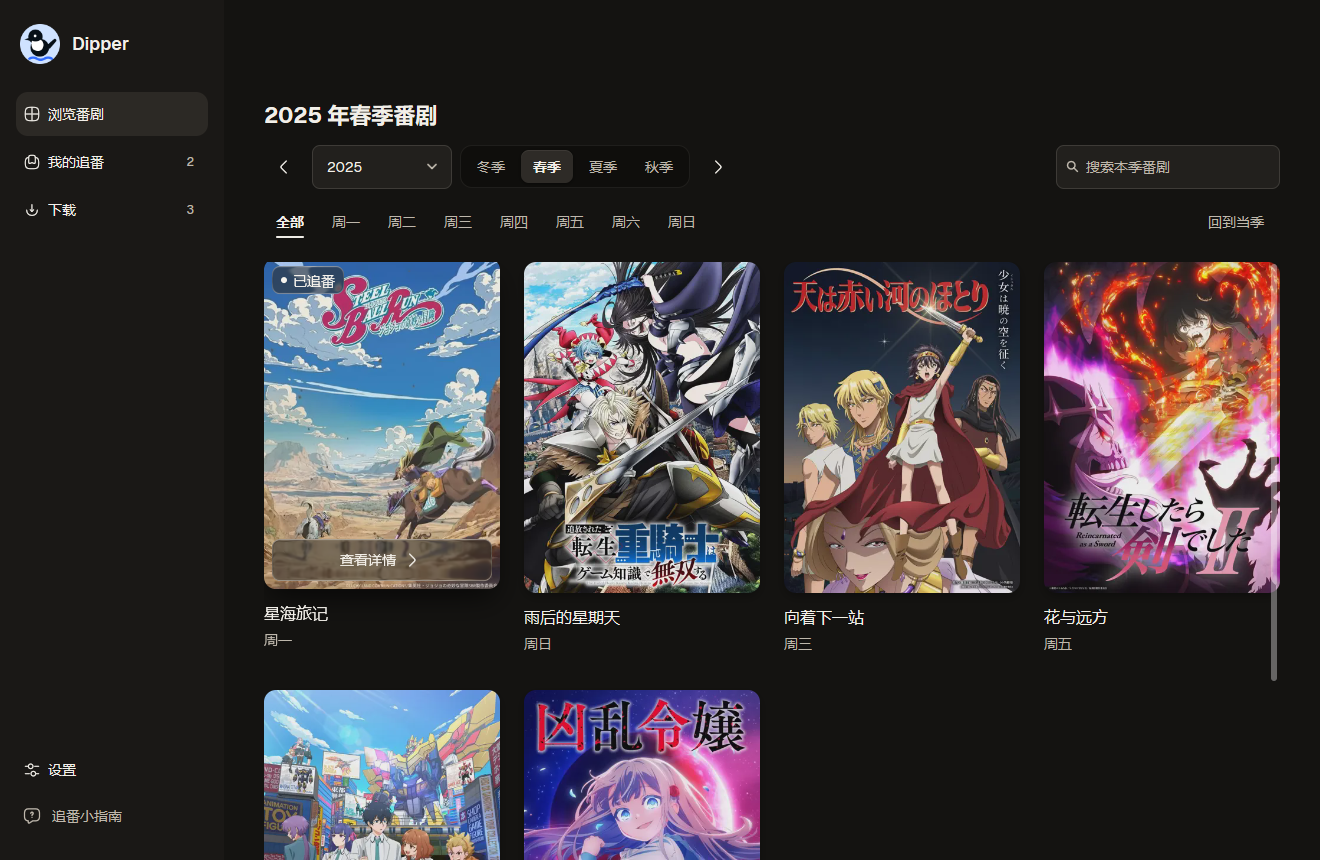 Dipper
浏览番剧
我的追番 2
下载 3
设置
追番小指南
2025 年春季番剧
2025 冬季 春季 夏季 秋季 搜索本季番剧
全部 周一 周二 周三 周四 周五 周六 周日 回到当季
已追番
STEEL
BALL RUN
查看详情
星海旅记
周一
追放された
転生重騎士は
ゲーム知識で無双する
雨后的星期天
周日
天は赤い河のほとり
少女は暁の空を征く
向着下一站
周三
転生したら
Reincarnated
as a Sword
剣でした
II
花与远方
周五
ANIMATION
TOY
FIGU
SHOP
凶乱令嬢